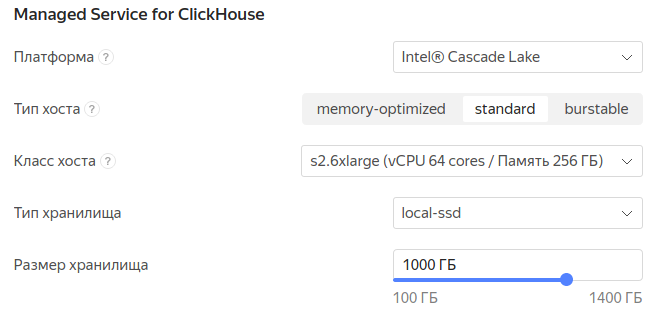 Managed Service for ClickHouse
Платформа ? Intel® Cascade Lake
Тип хоста ? memory-optimized standard burstable
Класс хоста ? s2.6xlarge (vCPU 64 cores / Память 256 ГБ)
Тип хранилища local-ssd
Размер хранилища 1000 ГБ
100 ГБ 1400 ГБ